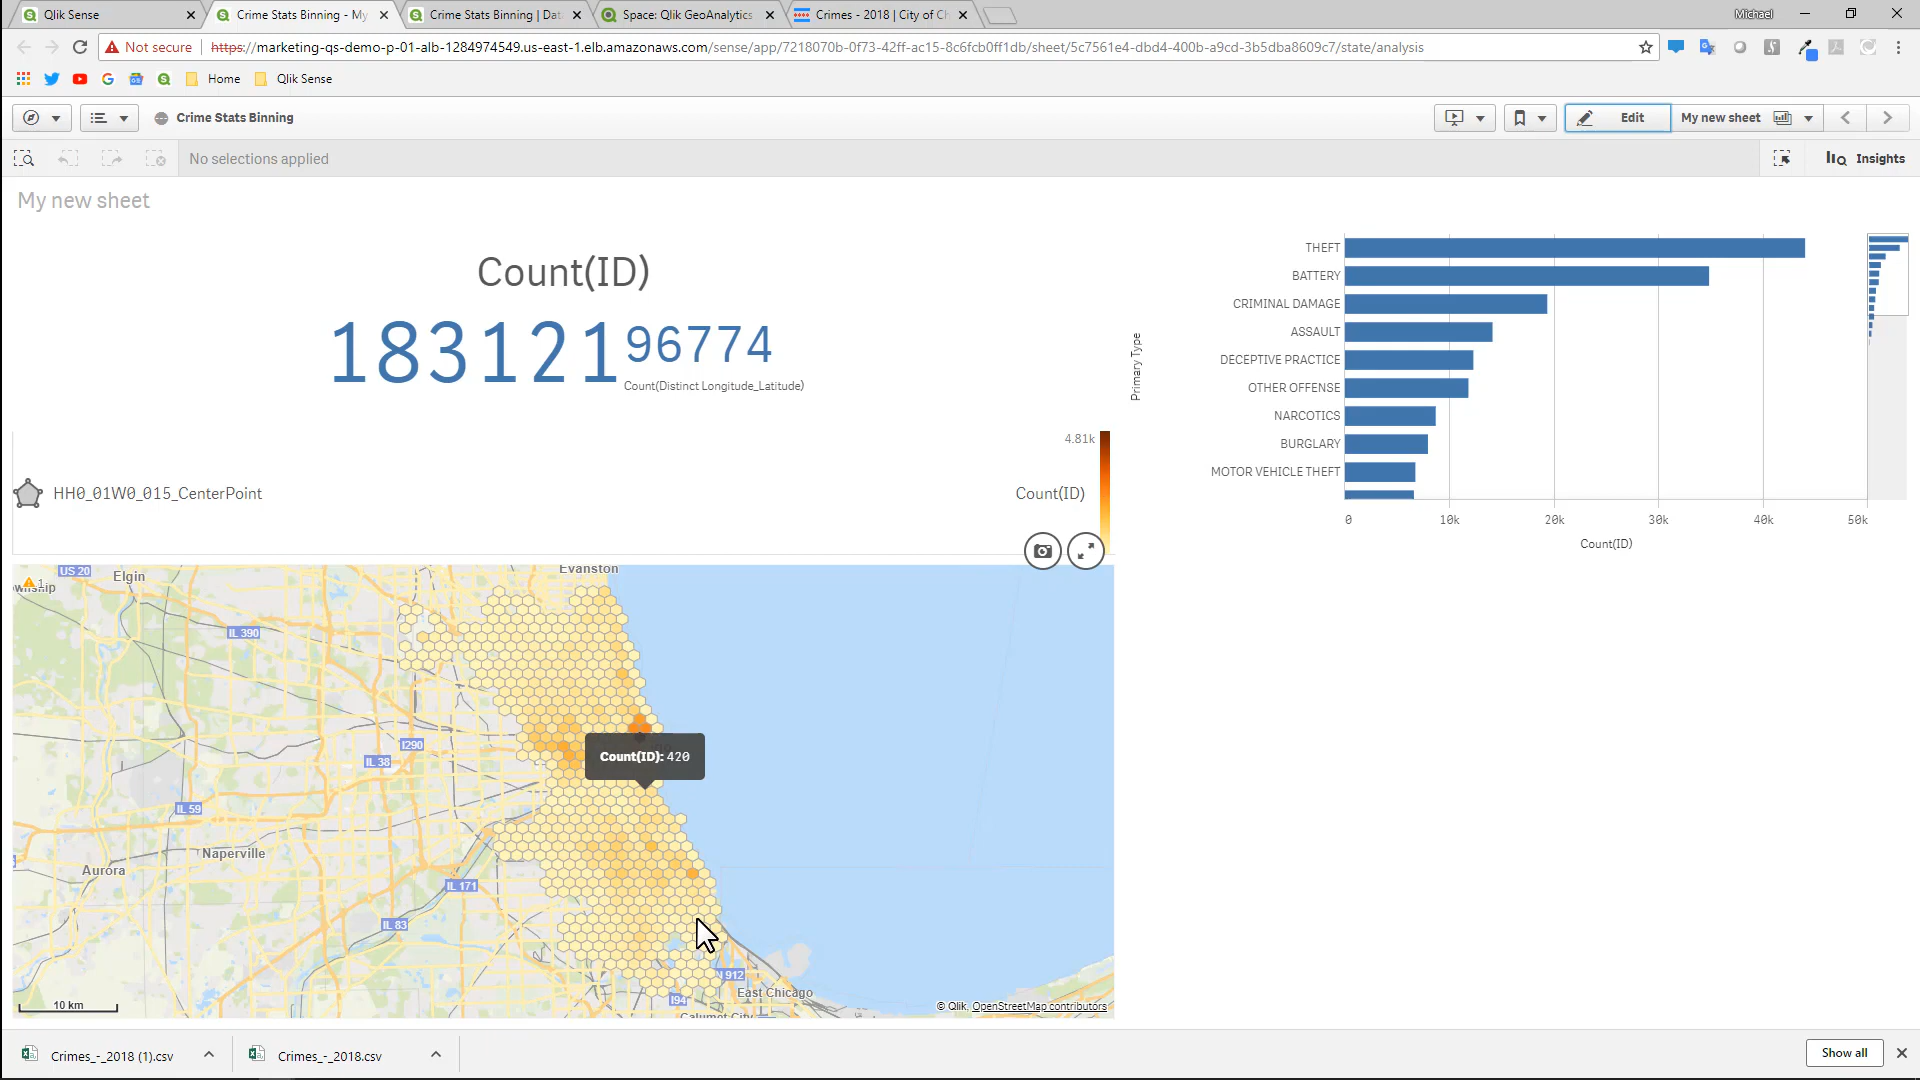 Qlik Sense
Crime Stats Binning - My
Crime Stats Binning | Dat
Space: Qlik GeoAnalytics
Crimes - 2018 | City of Ch
Michael
Not secure
https://marketing-qs-demo-p-01-alb-1284974549.us-east-1.elb.amazonaws.com/sense/app/7218070b-0f73-42ff-ac15-8c6fcb0ff1db/sheet/5c7561e4-dbd4-400b-a9cd-3b5dba8609c7/state/analysis
Home
Qlik Sense
Crime Stats Binning
Edit
My new sheet
No selections applied
Insights
My new sheet
Count(ID)
183121
96774
Count(Distinct Longitude_Latitude)
HH0_01W0_015_CenterPoint
4.81k
Count(ID)
Primary Type
THEFT
BATTERY
CRIMINAL DAMAGE
ASSAULT
DECEPTIVE PRACTICE
OTHER OFFENSE
NARCOTICS
BURGLARY
MOTOR VEHICLE THEFT
0
10k
20k
30k
40k
50k
Count(ID)
1
US 20
Elgin
wnship
Evanston
IL 390
I290
IL 38
Count(ID): 420
IL 59
Naperville
Aurora
IL 171
IL 83
N 912
East Chicago
I94
Calumet City
10 km
© Qlik, OpenStreetMap contributors
Crimes_-_2018 (1).csv
Crimes_-_2018.csv
Show all